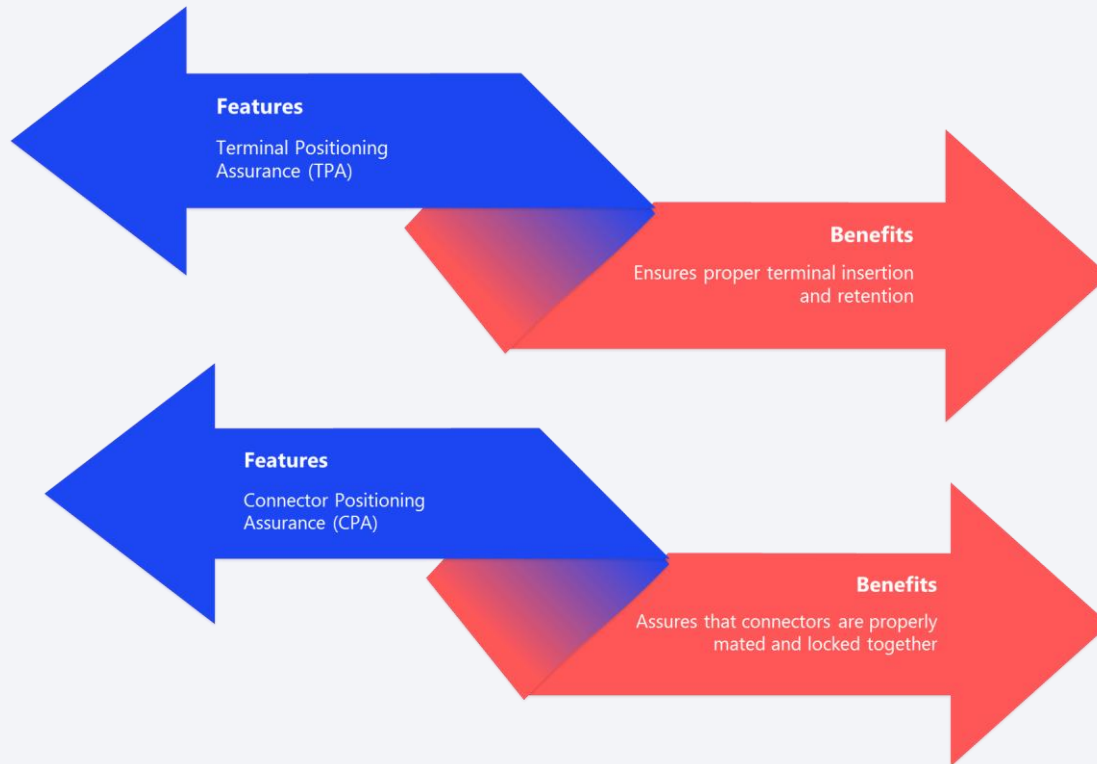 Features
Terminal Positioning
Assurance (TPA)
Benefits
Ensures proper terminal insertion
and retention
Features
Connector Positioning
Assurance (CPA)
Benefits
Assures that connectors are properly
mated and locked together